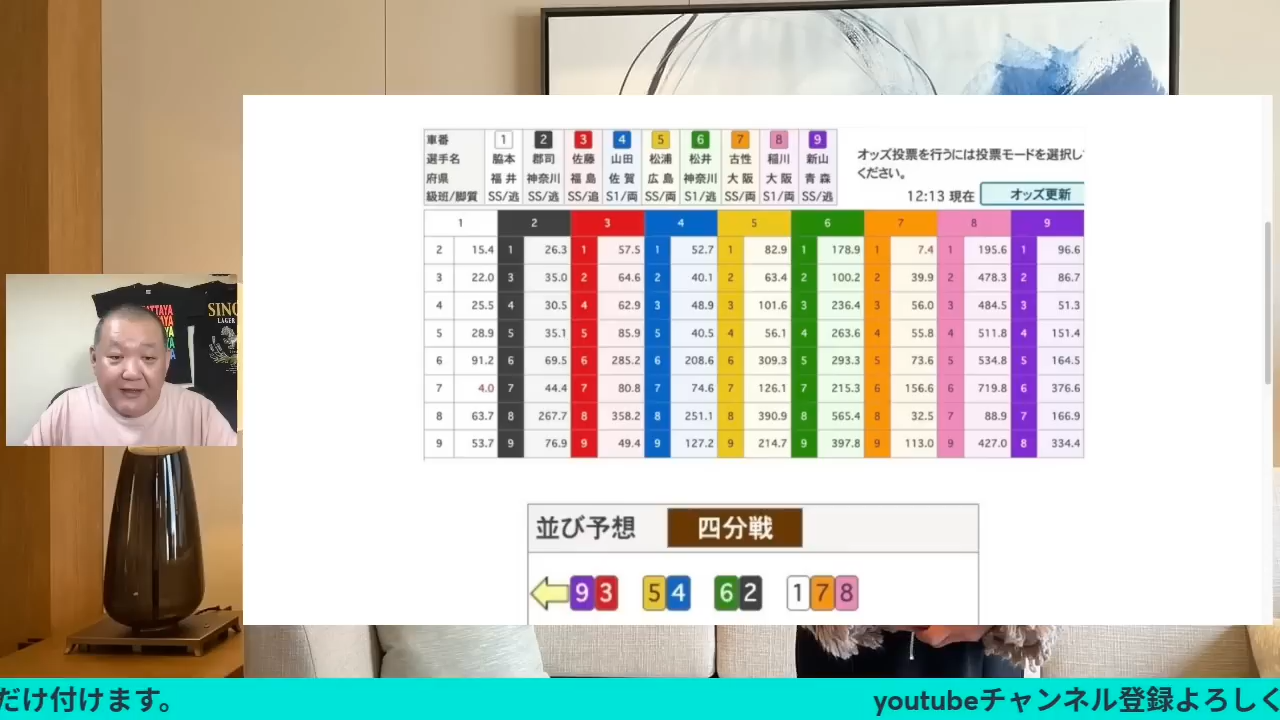 車番 1 2 3 4 5 6 7 8 9
選手名 脇本 郡司 佐藤 山田 松浦 松井 古性 稲川 新山
府県 福井 神奈川 福島 佐賀 広島 神奈川 大阪 大阪 青森
級班/脚質 SS/逃 SS/逃 SS/追 S1/両 SS/両 S1/逃 SS/両 S1/両 SS/逃
オッズ投票を行うには投票モードを選択し
ください。
12:13 現在 オッズ更新
1 2 3 4 5 6 7 8 9
2 15.4 1 26.3 1 57.5 1 52.7 1 82.9 1 178.9 1 7.4 1 195.6 1 96.6
3 22.0 3 35.0 2 64.6 2 40.1 2 63.4 2 100.2 2 39.9 2 478.3 2 86.7
4 25.5 4 30.5 4 62.9 3 48.9 3 101.6 3 236.4 3 56.0 3 484.5 3 51.3
5 28.9 5 35.1 5 85.9 5 40.5 4 56.1 4 263.6 4 55.8 4 511.8 4 151.4
6 91.2 6 69.5 6 285.2 6 208.6 6 309.3 5 293.3 5 73.6 5 534.8 5 164.5
7 4.0 7 44.4 7 80.8 7 74.6 7 126.1 7 215.3 6 156.6 6 719.8 6 376.6
8 63.7 8 267.7 8 358.2 8 251.1 8 390.9 8 565.4 8 32.5 7 88.9 7 166.9
9 53.7 9 76.9 9 49.4 9 127.2 9 214.7 9 397.8 9 113.0 9 427.0 8 334.4
SING
LAGER
並び予想 四分戦
9 3 5 4 6 2 1 7 8
だけ付けます。 youtubeチャンネル登録よろしく